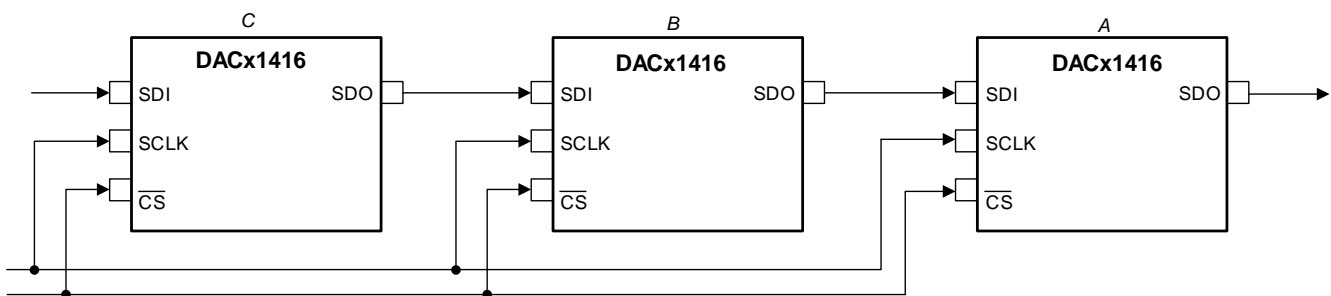 C
DACx1416
SDI
SDO
SCLK
CS
B
DACx1416
SDI
SDO
SCLK
CS
A
DACx1416
SDI
SDO
SCLK
CS